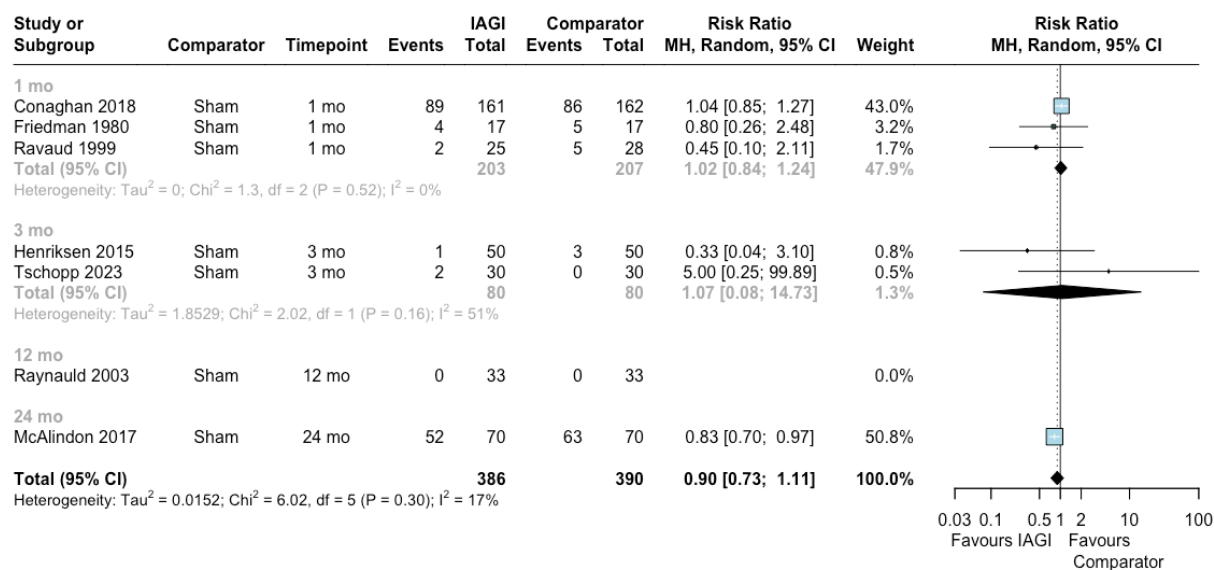 Study or IAGI Comparator Risk Ratio Risk Ratio
Subgroup Comparator Timepoint Events Total Events Total MH, Random, 95% CI Weight MH, Random, 95% CI
1 mo
Conaghan 2018 Sham 1 mo 89 161 86 162 1.04 [0.85; 1.27] 43.0%
Friedman 1980 Sham 1 mo 4 17 5 17 0.80 [0.26; 2.48] 3.2%
Ravaud 1999 Sham 1 mo 2 25 5 28 0.45 [0.10; 2.11] 1.7%
Total (95% CI) 203 207 1.02 [0.84; 1.24] 47.9%
Heterogeneity: Tau² = 0; Chi² = 1.3, df = 2 (P = 0.52); I² = 0%
3 mo
Henriksen 2015 Sham 3 mo 1 50 3 50 0.33 [0.04; 3.10] 0.8%
Tschopp 2023 Sham 3 mo 2 30 0 30 5.00 [0.25; 99.89] 0.5%
Total (95% CI) 80 80 1.07 [0.08; 14.73] 1.3%
Heterogeneity: Tau² = 1.8529; Chi² = 2.02, df = 1 (P = 0.16); I² = 51%
12 mo
Raynauld 2003 Sham 12 mo 0 33 0 33 0.0%
24 mo
McAlindon 2017 Sham 24 mo 52 70 63 70 0.83 [0.70; 0.97] 50.8%
Total (95% CI) 386 390 0.90 [0.73; 1.11] 100.0%
Heterogeneity: Tau² = 0.0152; Chi² = 6.02, df = 5 (P = 0.30); I² = 17%
0.03 0.1 0.5 1 2 10 100
Favours IAGI Favours
Comparator